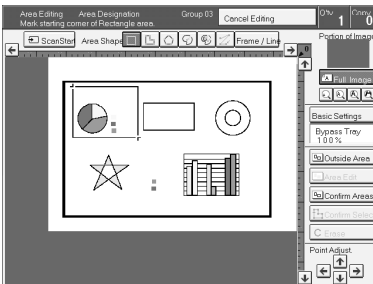 Area Editing Area Designation Group 03 Cancel Editing Q'ty 1 Copy 0
Mark starting corner of Rectangle area.
ScanStart Area Shape Frame / Line
Portion of Image
Full Image
Basic Settings
Bypass Tray
100%
Outside Area
Area Edit
Confirm Areas
Confirm Selec
C Erase
Point Adjust.